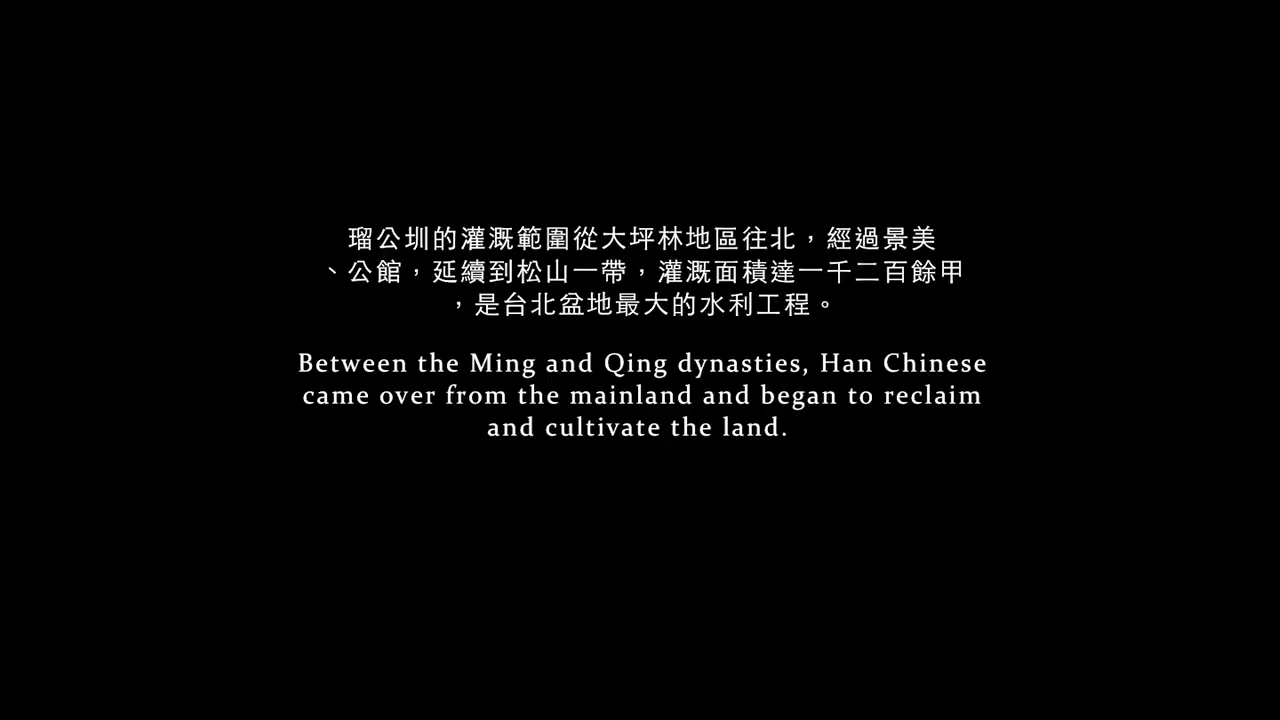 瑠公圳的灌溉範圍從大坪林地區往北，經過景美
、公館，延續到松山一帶，灌溉面積達一千二百餘甲
，是台北盆地最大的水利工程。
Between the Ming and Qing dynasties, Han Chinese
came over from the mainland and began to reclaim
and cultivate the land.